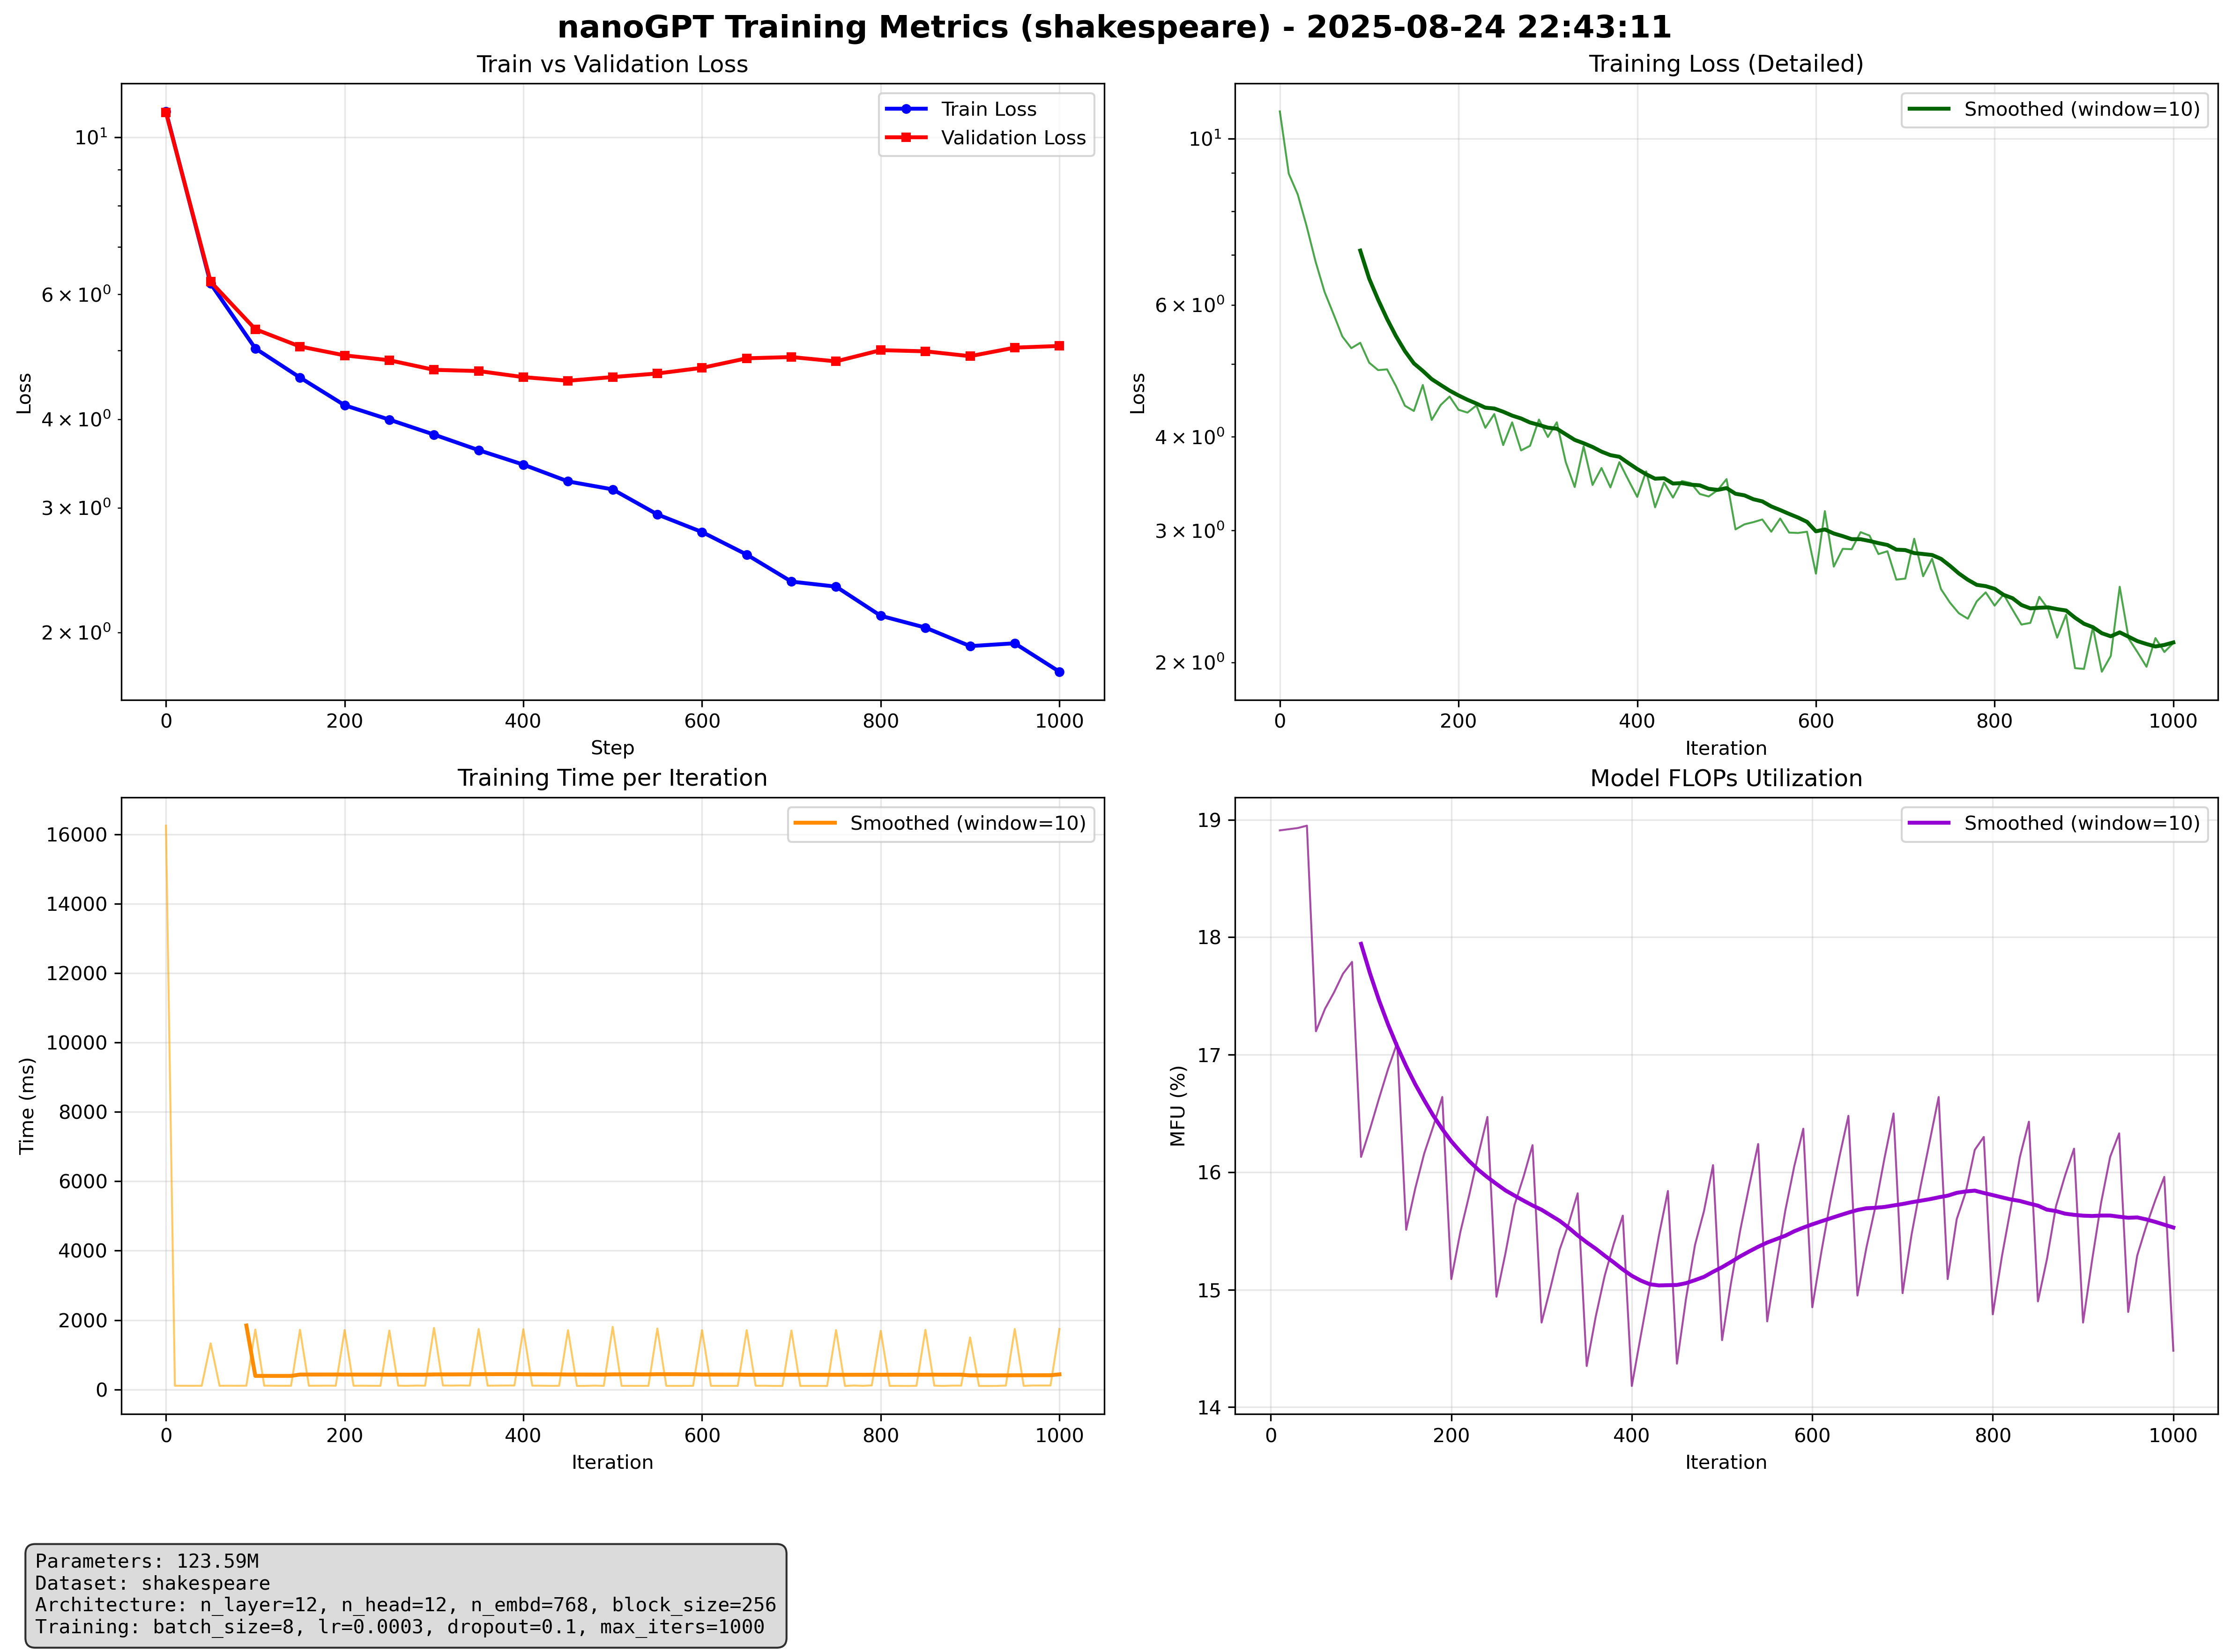 nanoGPT Training Metrics (shakespeare) - 2025-08-24 22:43:11
Train vs Validation Loss
Train Loss
Validation Loss
10¹
6 × 10⁰
4 × 10⁰
3 × 10⁰
2 × 10⁰
Loss
0 200 400 600 800 1000
Step
Training Loss (Detailed)
Smoothed (window=10)
10¹
6 × 10⁰
4 × 10⁰
3 × 10⁰
2 × 10⁰
Loss
0 200 400 600 800 1000
Iteration
Training Time per Iteration
Smoothed (window=10)
16000
14000
12000
10000
8000
6000
4000
2000
0
Time (ms)
0 200 400 600 800 1000
Iteration
Model FLOPs Utilization
Smoothed (window=10)
19
18
17
16
15
14
MFU (%)
0 200 400 600 800 1000
Iteration
Parameters: 123.59M
Dataset: shakespeare
Architecture: n_layer=12, n_head=12, n_embd=768, block_size=256
Training: batch_size=8, lr=0.0003, dropout=0.1, max_iters=1000